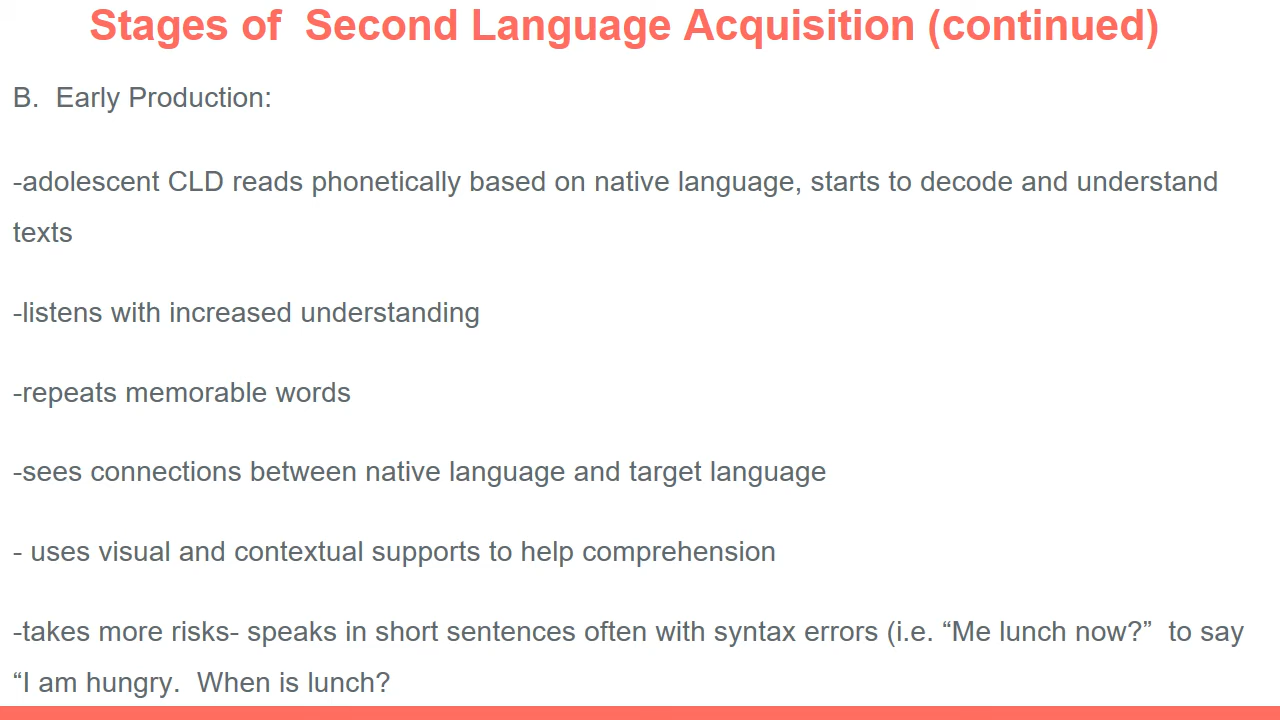 Stages of  Second Language Acquisition (continued)
B.  Early Production:
-adolescent CLD reads phonetically based on native language, starts to decode and understand
texts
-listens with increased understanding
-repeats memorable words
-sees connections between native language and target language
- uses visual and contextual supports to help comprehension
-takes more risks- speaks in short sentences often with syntax errors (i.e. “Me lunch now?”  to say
“I am hungry.  When is lunch?